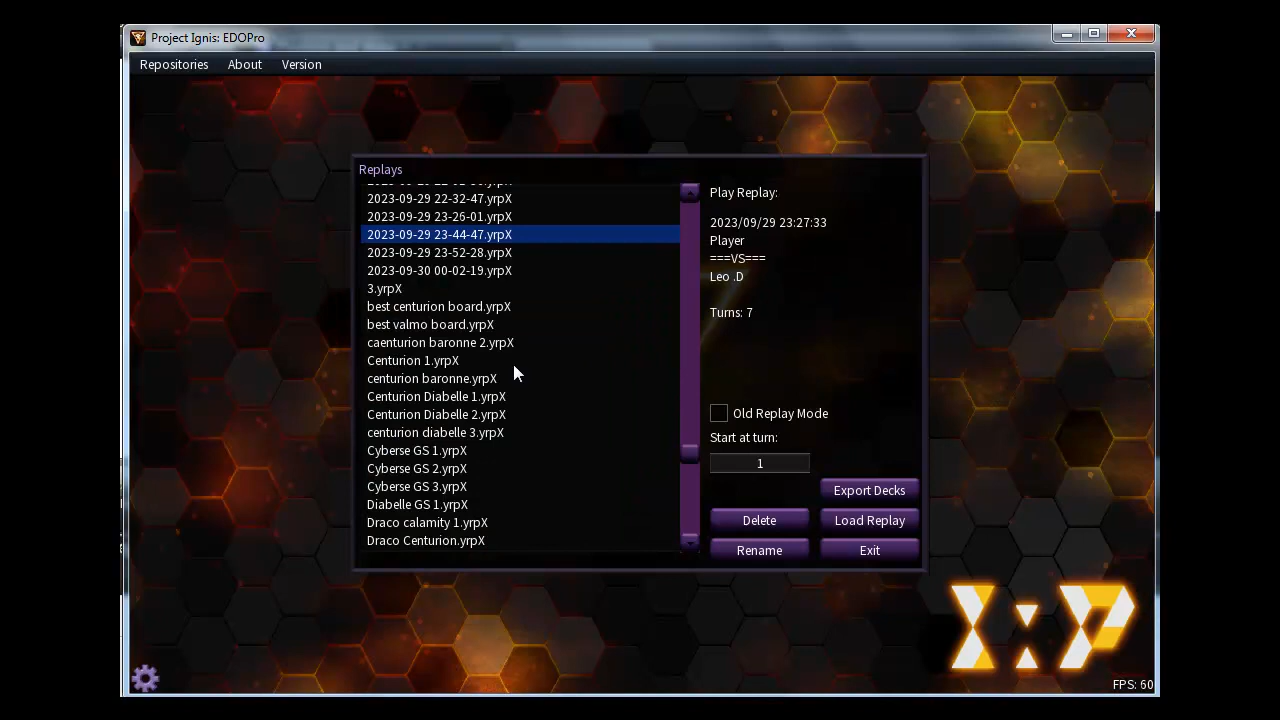 Project Ignis: EDOPro
Repositories About Version
Replays
2023-09-29 22-32-47.yrpX
2023-09-29 23-26-01.yrpX
2023-09-29 23-44-47.yrpX
2023-09-29 23-52-28.yrpX
2023-09-30 00-02-19.yrpX
3.yrpX
best centurion board.yrpX
best valmo board.yrpX
caenturion baronne 2.yrpX
Centurion 1.yrpX
centurion baronne.yrpX
Centurion Diabelle 1.yrpX
Centurion Diabelle 2.yrpX
centurion diabelle 3.yrpX
Cyberse GS 1.yrpX
Cyberse GS 2.yrpX
Cyberse GS 3.yrpX
Diabelle GS 1.yrpX
Draco calamity 1.yrpX
Draco Centurion.yrpX
Play Replay:
2023/09/29 23:27:33
Player
===VS===
Leo .D
Turns: 7
Old Replay Mode
Start at turn:
1
Export Decks
Delete
Load Replay
Rename
Exit
X:P
FPS: 60